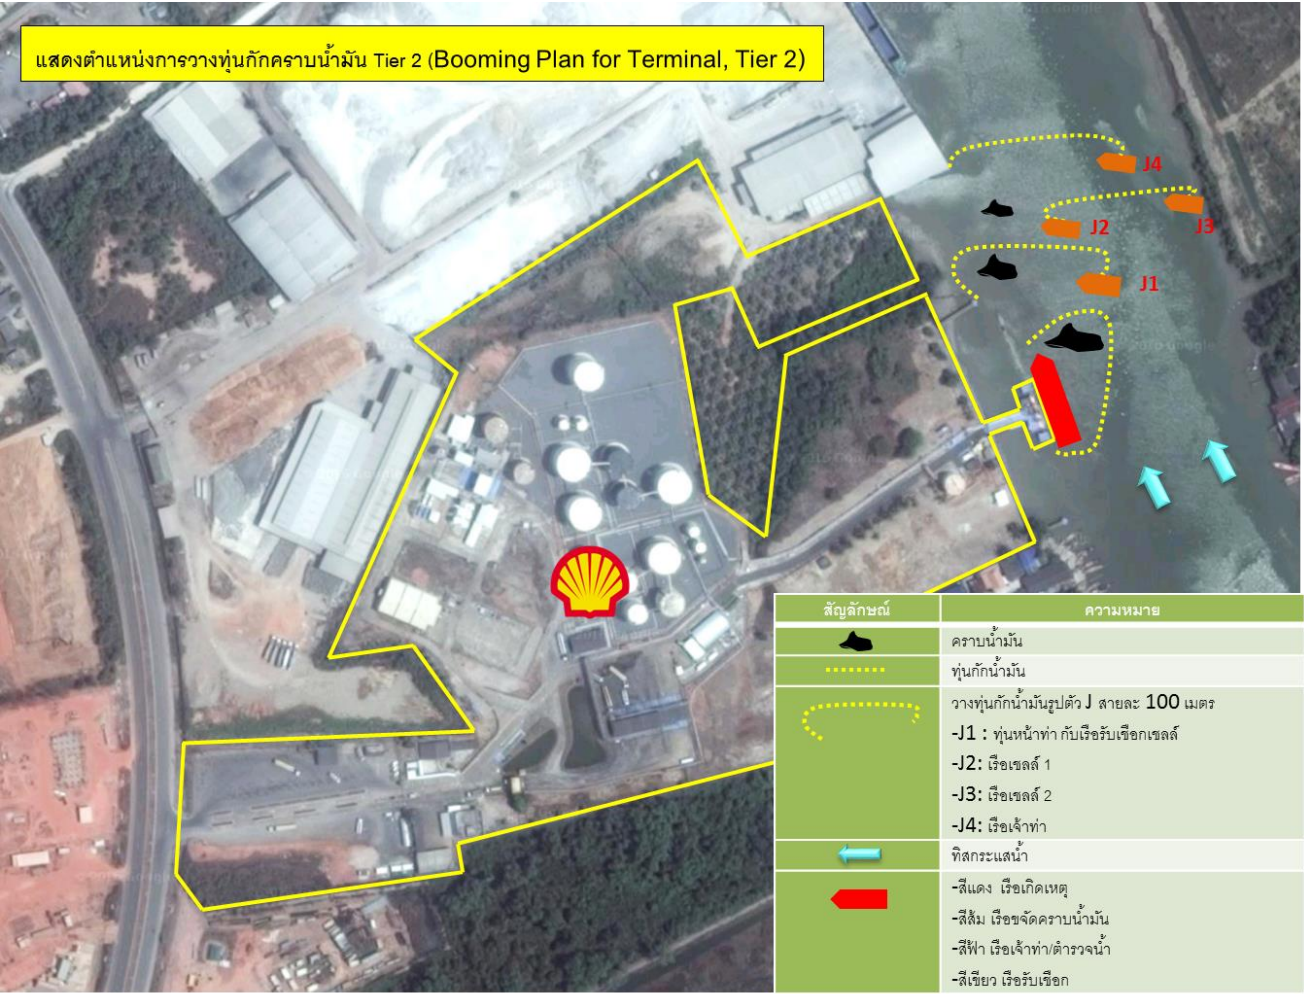 แสดงตำแหน่งการวางทุ่นกักคราบน้ำมัน Tier 2 (Booming Plan for Terminal, Tier 2)
J4
J2
J3
J1
สัญลักษณ์ ความหมาย
คราบน้ำมัน
ทุ่นกักน้ำมัน
วางทุ่นกักน้ำมันรูปตัว J สายละ 100 เมตร
-J1 : ทุ่นหน้าท่า กับเรือรับเชือกเชลล์
-J2: เรือเชลล์ 1
-J3: เรือเชลล์ 2
-J4: เรือเจ้าท่า
ทิสกระแสน้ำ
-สีแดง เรือเกิดเหตุ
-สีส้ม เรือขจัดคราบน้ำมัน
-สีฟ้า เรือเจ้าท่า/ตำรวจน้ำ
-สีเขียว เรือรับเชือก